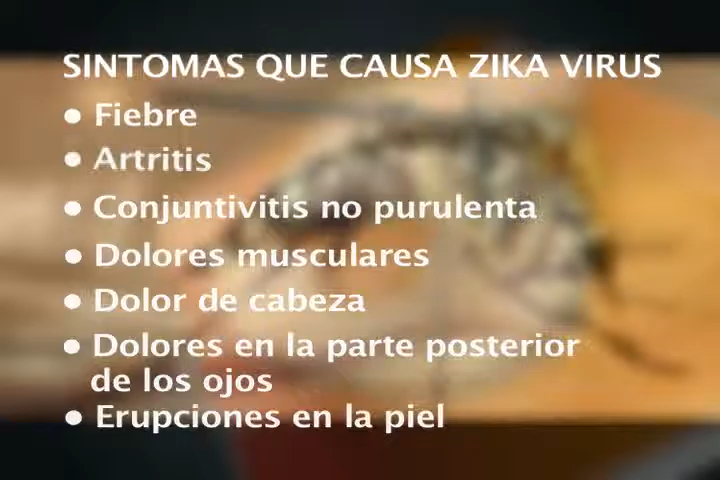 SINTOMAS QUE CAUSA ZIKA VIRUS
• Fiebre
• Artritis
• Conjuntivitis no purulenta
• Dolores musculares
• Dolor de cabeza
• Dolores en la parte posterior
de los ojos
• Erupciones en la piel